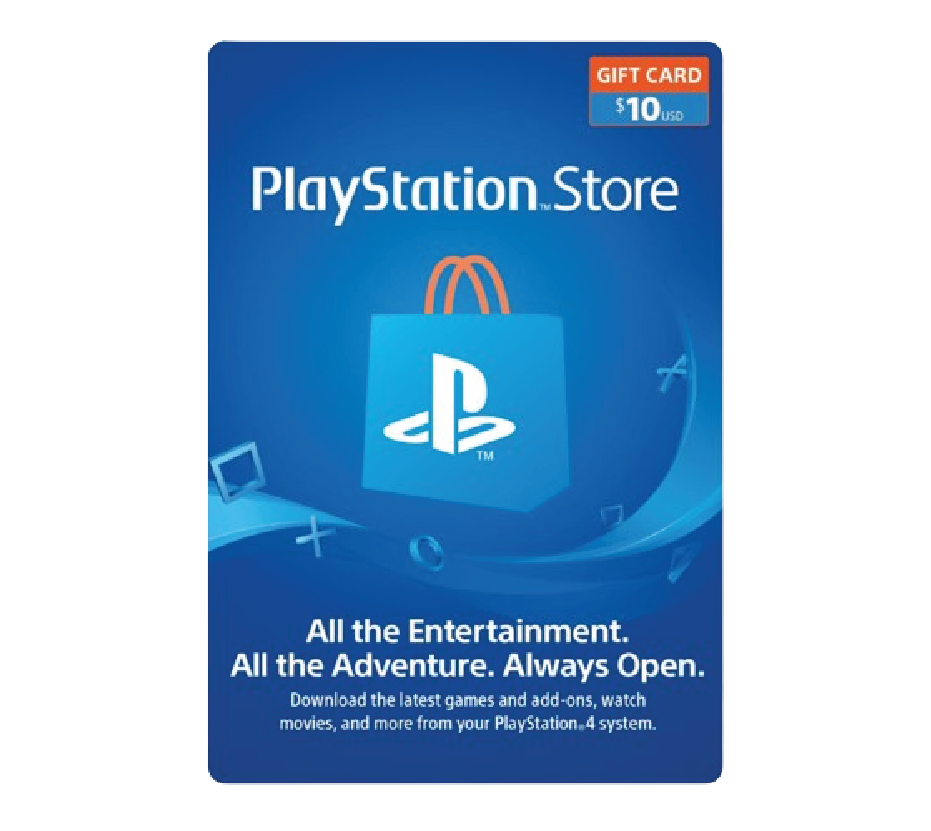 GIFT CARD
$10 USD
PlayStation™ Store
TM
All the Entertainment.
All the Adventure. Always Open.
Download the latest games and add-ons, watch
movies, and more from your PlayStation®4 system.